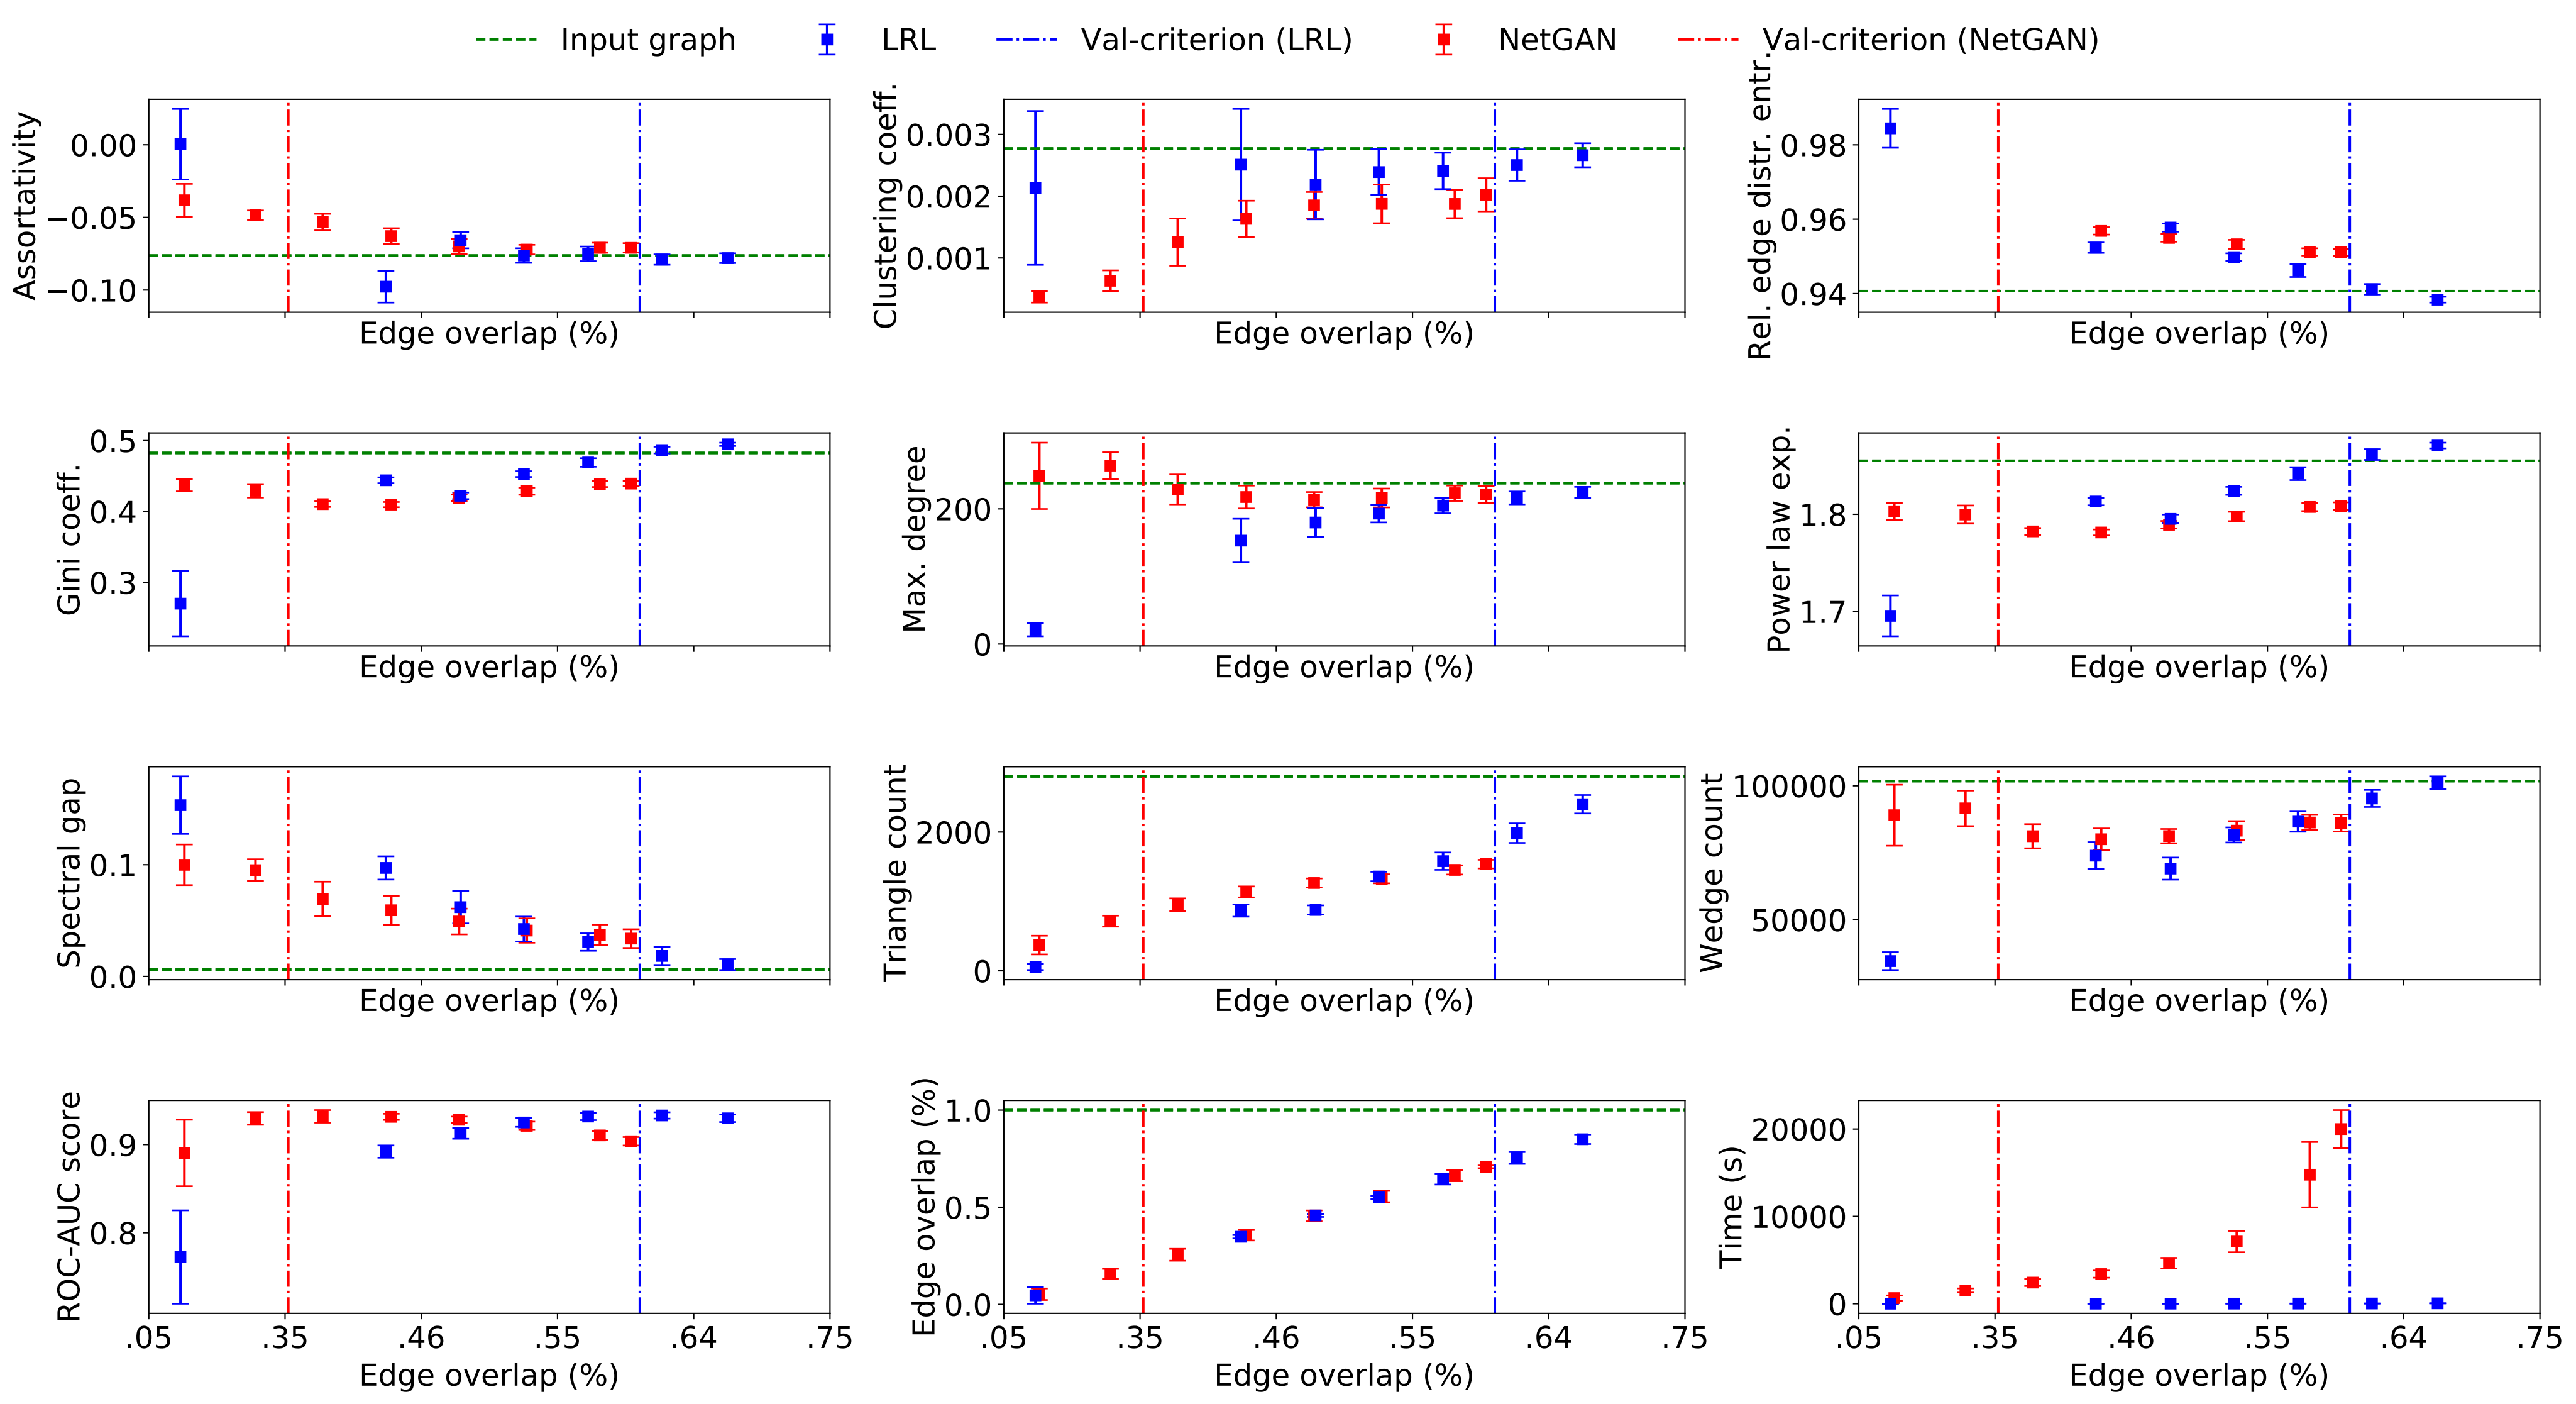 Input graph LRL Val-criterion (LRL) NetGAN Val-criterion (NetGAN)
Assortativity
0.00
−0.05
−0.10
Edge overlap (%)
Clustering coeff.
0.003
0.002
0.001
Edge overlap (%)
Rel. edge distr. entr.
0.98
0.96
0.94
Edge overlap (%)
Gini coeff.
0.5
0.4
0.3
Edge overlap (%)
Max. degree
200
0
Edge overlap (%)
Power law exp.
1.8
1.7
Edge overlap (%)
Spectral gap
0.1
0.0
Edge overlap (%)
Triangle count
2000
0
Edge overlap (%)
Wedge count
100000
50000
Edge overlap (%)
ROC-AUC score
0.9
0.8
.05 .35 .46 .55 .64 .75
Edge overlap (%)
Edge overlap (%)
1.0
0.5
0.0
.05 .35 .46 .55 .64 .75
Edge overlap (%)
Time (s)
20000
10000
0
.05 .35 .46 .55 .64 .75
Edge overlap (%)